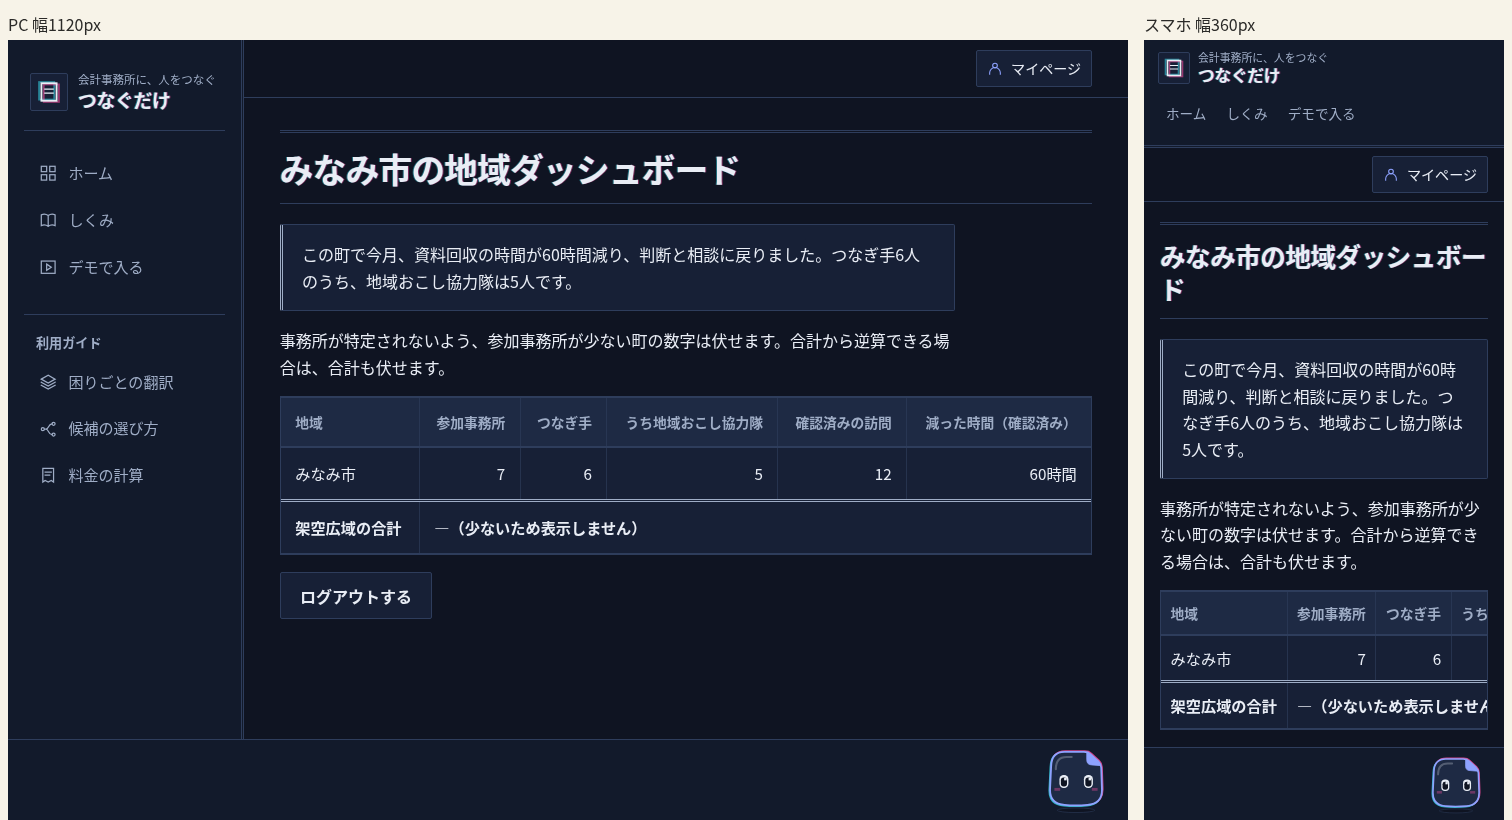 PC 幅1120px
会計事務所に、人をつなぐ
つなぐだけ
ホーム
しくみ
デモで入る
利用ガイド
困りごとの翻訳
候補の選び方
料金の計算
マイページ
みなみ市の地域ダッシュボード
この町で今月、資料回収の時間が60時間減り、判断と相談に戻りました。つなぎ手6人
のうち、地域おこし協力隊は5人です。
事務所が特定されないよう、参加事務所が少ない町の数字は伏せます。合計から逆算できる場
合は、合計も伏せます。
地域 参加事務所 つなぎ手 うち地域おこし協力隊 確認済みの訪問 減った時間（確認済み）
みなみ市 7 6 5 12 60時間
架空広域の合計 —（少ないため表示しません）
ログアウトする
スマホ 幅360px
会計事務所に、人をつなぐ
つなぐだけ
ホーム しくみ デモで入る
マイページ
みなみ市の地域ダッシュボー
ド
この町で今月、資料回収の時間が60時
間減り、判断と相談に戻りました。つ
なぎ手6人のうち、地域おこし協力隊は
5人です。
事務所が特定されないよう、参加事務所が少
ない町の数字は伏せます。合計から逆算でき
る場合は、合計も伏せます。
地域 参加事務所 つなぎ手 うち
みなみ市 7 6
架空広域の合計 —（少ないため表示しません